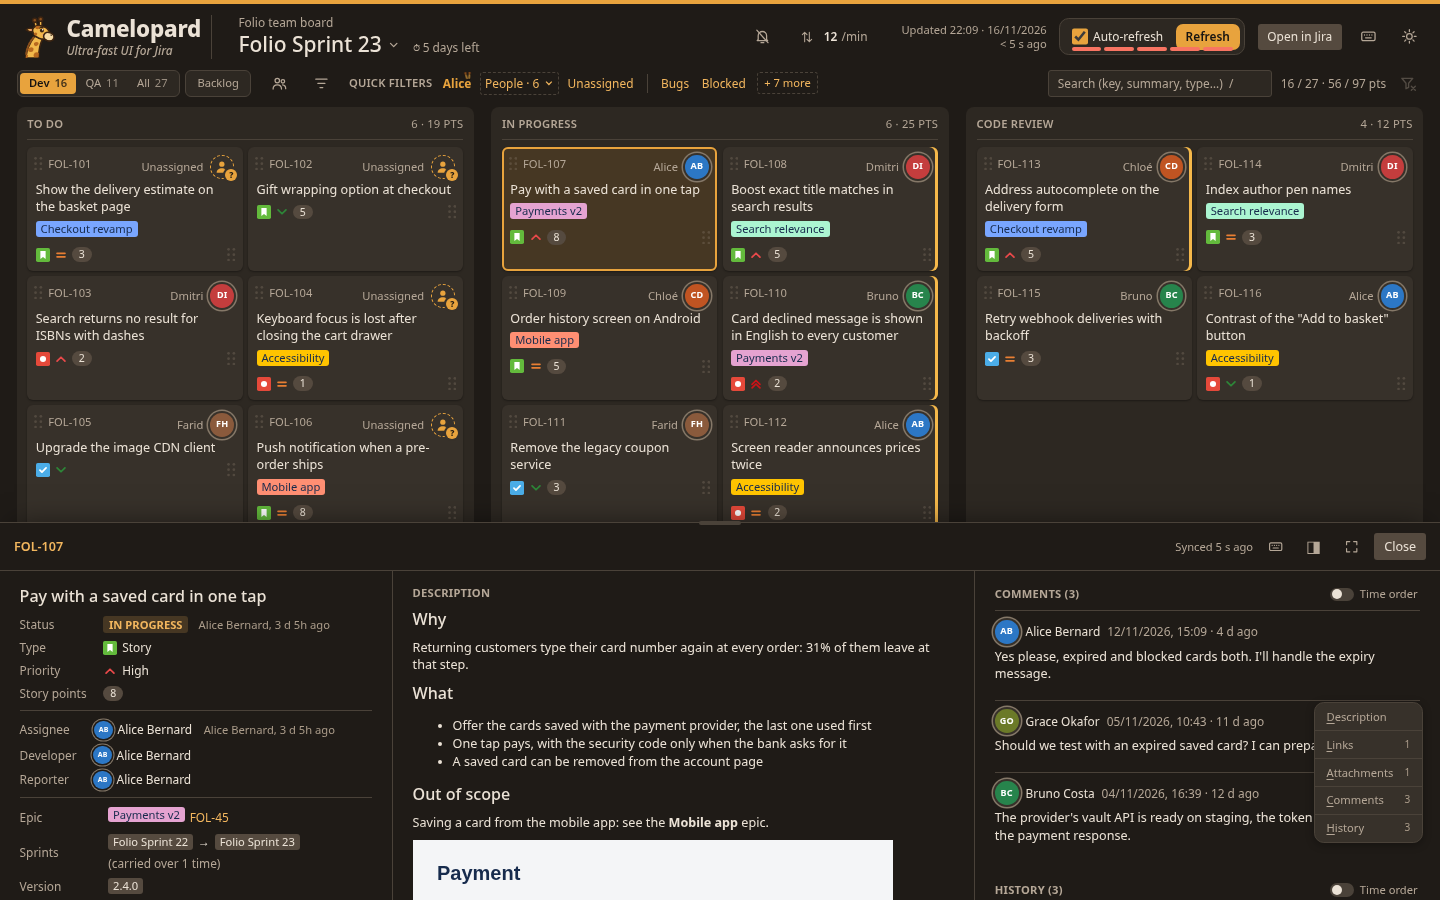 Camelopard
Ultra-fast UI for Jira
Folio team board
Folio Sprint 23
5 days left
12 /min
Updated 22:09 · 16/11/2026
< 5 s ago
Auto-refresh
Refresh
Open in Jira
Dev 16
QA 11
All 27
Backlog
QUICK FILTERS
Alice
People · 6
Unassigned
Bugs
Blocked
+ 7 more
Search (key, summary, type...) /
16 / 27 · 56 / 97 pts
TO DO
6 · 19 PTS
FOL-101
Unassigned
?
Show the delivery estimate on
the basket page
Checkout revamp
3
FOL-102
Unassigned
?
Gift wrapping option at checkout
5
FOL-103
Dmitri
DI
Search returns no result for
ISBNs with dashes
2
FOL-104
Unassigned
?
Keyboard focus is lost after
closing the cart drawer
Accessibility
1
FOL-105
Farid
FH
Upgrade the image CDN client
FOL-106
Unassigned
?
Push notification when a pre-
order ships
Mobile app
8
IN PROGRESS
6 · 25 PTS
FOL-107
Alice
AB
Pay with a saved card in one tap
Payments v2
8
FOL-108
Dmitri
DI
Boost exact title matches in
search results
Search relevance
5
FOL-109
Chloé
CD
Order history screen on Android
Mobile app
5
FOL-110
Bruno
BC
Card declined message is shown
in English to every customer
Payments v2
2
FOL-111
Farid
FH
Remove the legacy coupon
service
3
FOL-112
Alice
AB
Screen reader announces prices
twice
Accessibility
2
CODE REVIEW
4 · 12 PTS
FOL-113
Chloé
CD
Address autocomplete on the
delivery form
Checkout revamp
5
FOL-114
Dmitri
DI
Index author pen names
Search relevance
3
FOL-115
Bruno
BC
Retry webhook deliveries with
backoff
3
FOL-116
Alice
AB
Contrast of the "Add to basket"
button
Accessibility
1
FOL-107
Synced 5 s ago
Close
Pay with a saved card in one tap
Status
IN PROGRESS
Alice Bernard, 3 d 5h ago
Type
Story
Priority
High
Story points
8
Assignee
AB
Alice Bernard
Alice Bernard, 3 d 5h ago
Developer
AB
Alice Bernard
Reporter
AB
Alice Bernard
Epic
Payments v2
FOL-45
Sprints
Folio Sprint 22 → Folio Sprint 23
(carried over 1 time)
Version
2.4.0
DESCRIPTION
Why
Returning customers type their card number again at every order: 31% of them leave at
that step.
What
• Offer the cards saved with the payment provider, the last one used first
• One tap pays, with the security code only when the bank asks for it
• A saved card can be removed from the account page
Out of scope
Saving a card from the mobile app: see the Mobile app epic.
Payment
COMMENTS (3)
Time order
AB
Alice Bernard 12/11/2026, 15:09 · 4 d ago
Yes please, expired and blocked cards both. I'll handle the expiry
message.
GO
Grace Okafor 05/11/2026, 10:43 · 11 d ago
Should we test with an expired saved card? I can prepa
BC
Bruno Costa 04/11/2026, 16:39 · 12 d ago
The provider's vault API is ready on staging, the token
the payment response.
Description
Links 1
Attachments 1
Comments 3
History 3
HISTORY (3)
Time order